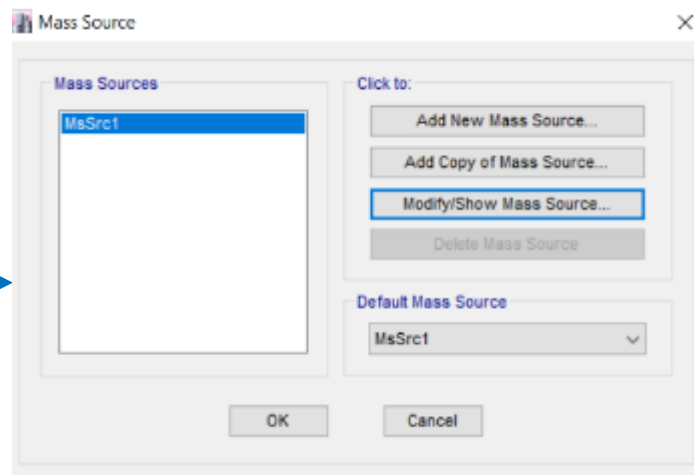 Mass Source
Mass Sources
MsSrc1
Click to:
Add New Mass Source...
Add Copy of Mass Source...
Modify/Show Mass Source...
Delete Mass Source
Default Mass Source
MsSrc1
OK
Cancel